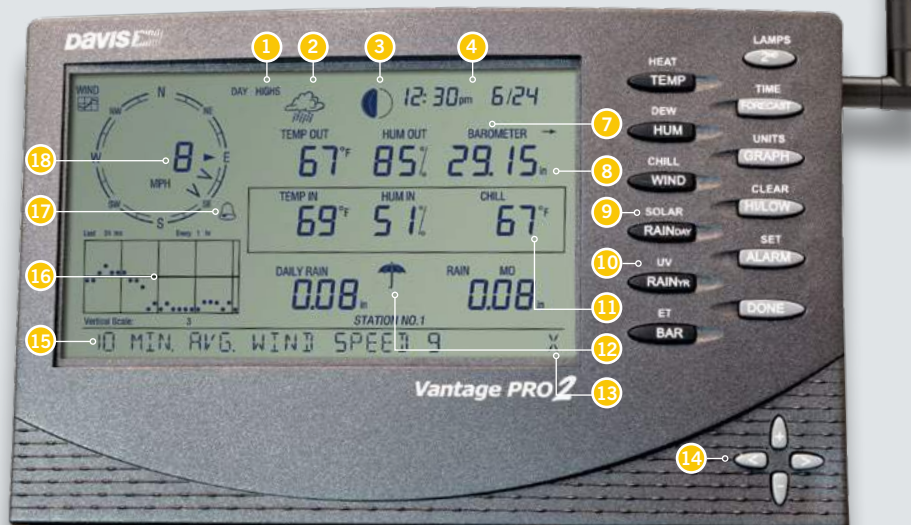 DAVIS
1 2 3 4
WIND
DAY HIGHS
12:30pm 6/24
N
NW NE
W E
SW SE
S
18
8
MPH
17
TEMP OUT HUM OUT BAROMETER
7
67°F 85% 29.15in
8
TEMP IN HUM IN CHILL
69°F 51% 67°F
11
Last 24 hrs Every 1 hr
16
DAILY RAIN RAIN MO
0.08in 0.08in
12
Vertical Scale: 3
STATION NO.1
15
10 MIN. AVG. WIND SPEED 9 X
13
Vantage PRO2
LAMPS
HEAT
TEMP
TIME
FORECAST
DEW
HUM
UNITS
GRAPH
CHILL
WIND
CLEAR
HI/LOW
9
SOLAR
RAINDAY
SET
ALARM
10
UV
RAINYR
DONE
ET
BAR
14
+
< >
-